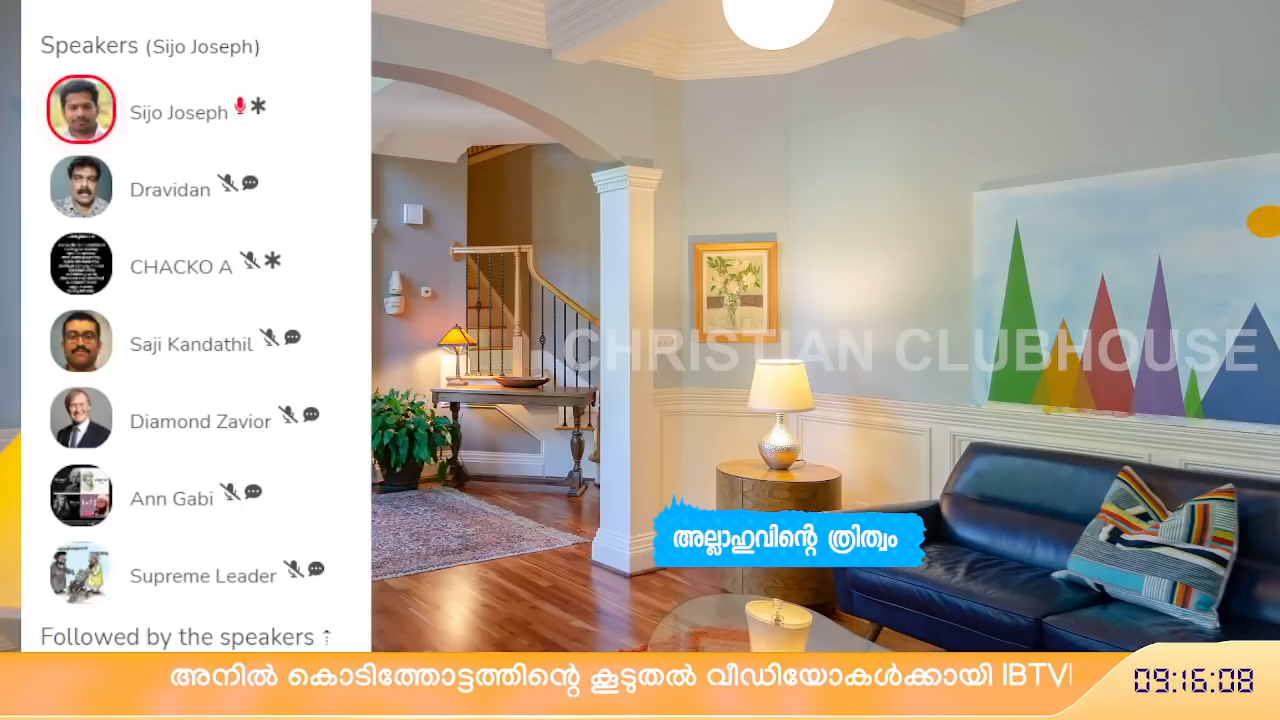 Speakers (Sijo Joseph)
Sijo Joseph
Dravidan
CHACKO A
Saji Kandathil
Diamond Zavior
Ann Gabi
Supreme Leader
Followed by the speakers
CHRISTIAN CLUBHOUSE
അല്ലാഹുവിന്റെ ത്രിത്വം
അനിൽ കൊടിത്തോട്ടത്തിന്റെ കൂടുതൽ വീഡിയോകൾക്കായി IBTV
09:16:08